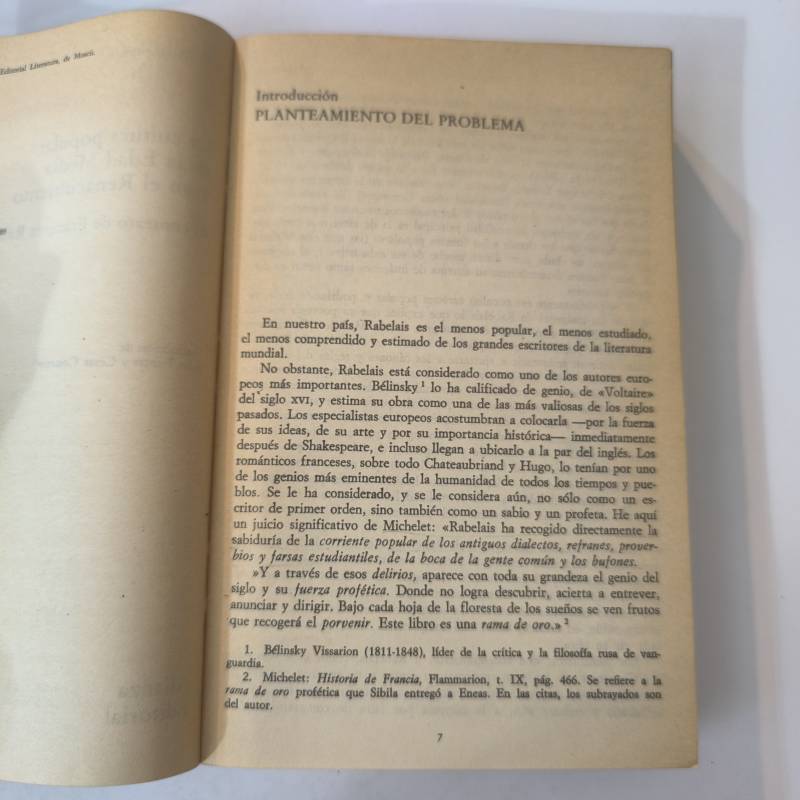 Editorial Literatura, de Moscú.
Introducción
PLANTEAMIENTO DEL PROBLEMA
En nuestro país, Rabelais es el menos popular, el menos estudiado,
el menos comprendido y estimado de los grandes escritores de la literatura
mundial.
No obstante, Rabelais está considerado como uno de los autores euro-
peos más importantes. Bélinsky¹ lo ha calificado de genio, de «Voltaire»
del siglo XVI, y estima su obra como una de las más valiosas de los siglos
pasados. Los especialistas europeos acostumbran a colocarla —por la fuerza
de sus ideas, de su arte y por su importancia histórica— inmediatamente
después de Shakespeare, e incluso llegan a ubicarlo a la par del inglés. Los
románticos franceses, sobre todo Chateaubriand y Hugo, lo tenían por uno
de los genios más eminentes de la humanidad de todos los tiempos y pue-
blos. Se le ha considerado, y se le considera aún, no sólo como un es-
critor de primer orden, sino también como un sabio y un profeta. He aquí
un juicio significativo de Michelet: «Rabelais ha recogido directamente la
sabiduría de la corriente popular de los antiguos dialectos, refranes, prover-
bios y farsas estudiantiles, de la boca de la gente común y los bufones.
»Y a través de esos delirios, aparece con toda su grandeza el genio del
siglo y su fuerza profética. Donde no logra descubrir, acierta a entrever,
anunciar y dirigir. Bajo cada hoja de la floresta de los sueños se ven frutos
que recogerá el porvenir. Este libro es una rama de oro.»²
1. Bélinsky Vissarion (1811-1848), líder de la crítica y la filosofía rusa de van-
guardia.
2. Michelet: Historia de Francia, Flammarion, t. IX, pág. 466. Se refiere a la
rama de oro profética que Sibila entregó a Eneas. En las citas, los subrayados son
del autor.
7